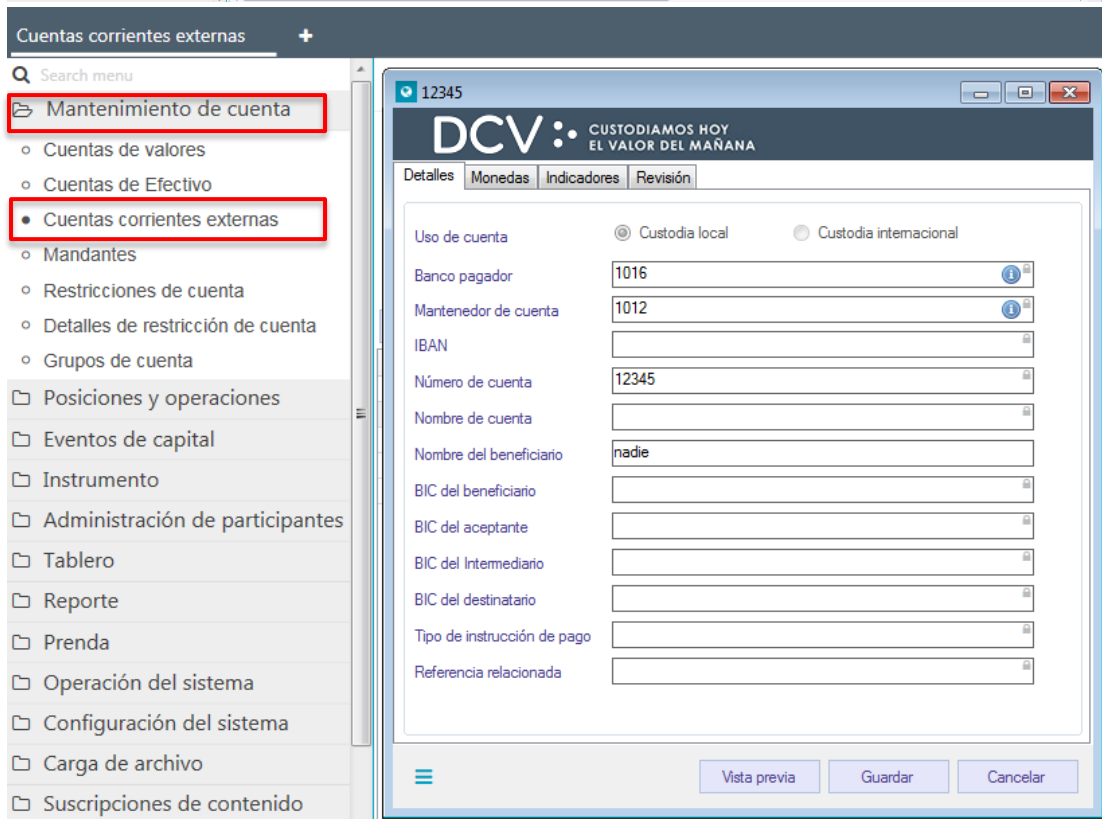 Cuentas corrientes externas +
Search menu
Mantenimiento de cuenta
Cuentas de valores
Cuentas de Efectivo
Cuentas corrientes externas
Mandantes
Restricciones de cuenta
Detalles de restricción de cuenta
Grupos de cuenta
Posiciones y operaciones
Eventos de capital
Instrumento
Administración de participantes
Tablero
Reporte
Prenda
Operación del sistema
Configuración del sistema
Carga de archivo
Suscripciones de contenido
12345
DCV CUSTODIAMOS HOY
EL VALOR DEL MAÑANA
Detalles Monedas Indicadores Revisión
Uso de cuenta Custodia local Custodia internacional
Banco pagador 1016
Mantenedor de cuenta 1012
IBAN
Número de cuenta 12345
Nombre de cuenta
Nombre del beneficiario nadie
BIC del beneficiario
BIC del aceptante
BIC del Intermediario
BIC del destinatario
Tipo de instrucción de pago
Referencia relacionada
Vista previa Guardar Cancelar